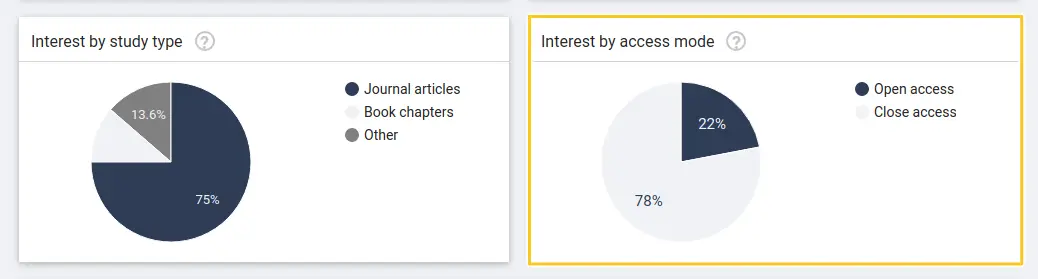 Interest by study type ?
Journal articles
Book chapters
Other
13.6%
75%
Interest by access mode ?
Open access
Close access
22%
78%